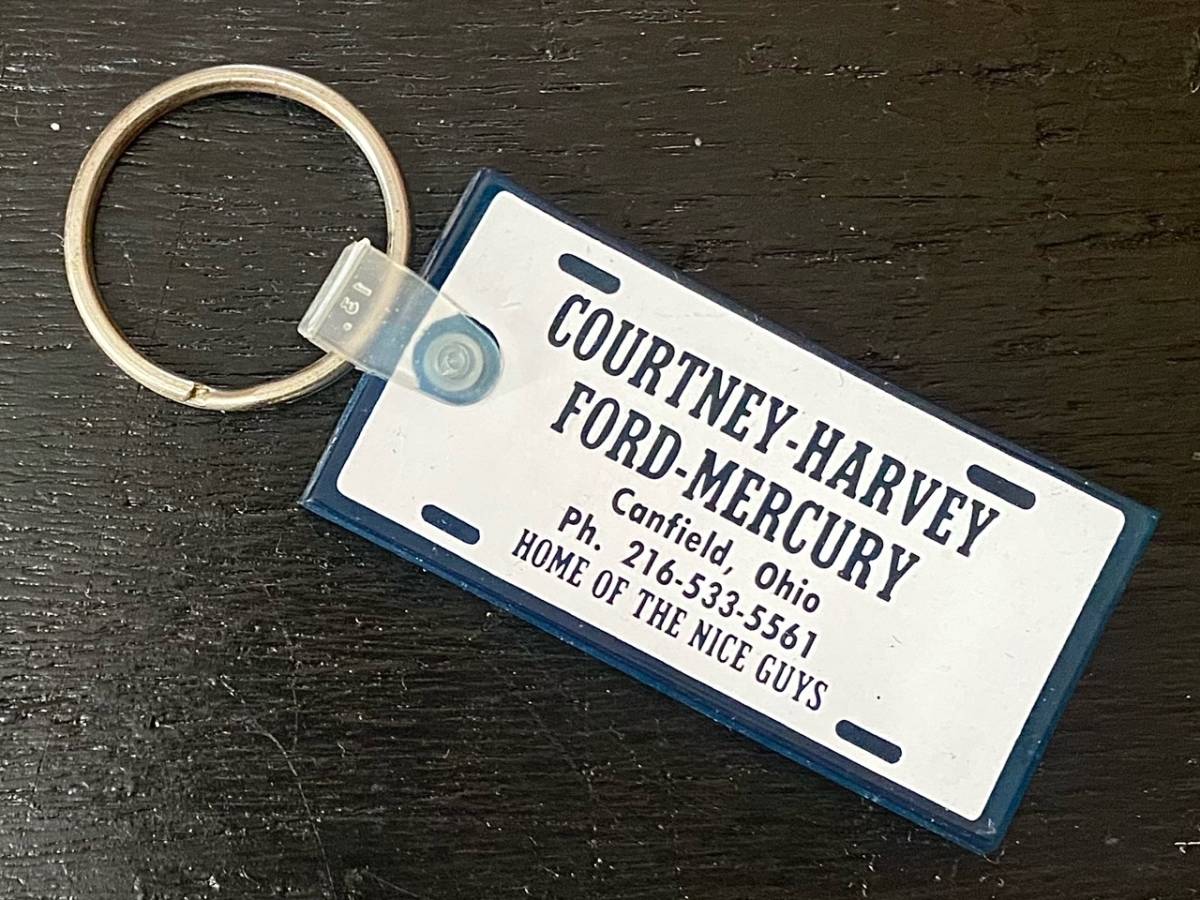 COURTNEY-HARVEY
FORD-MERCURY
Canfield, Ohio
Ph. 216-533-5561
HOME OF THE NICE GUYS